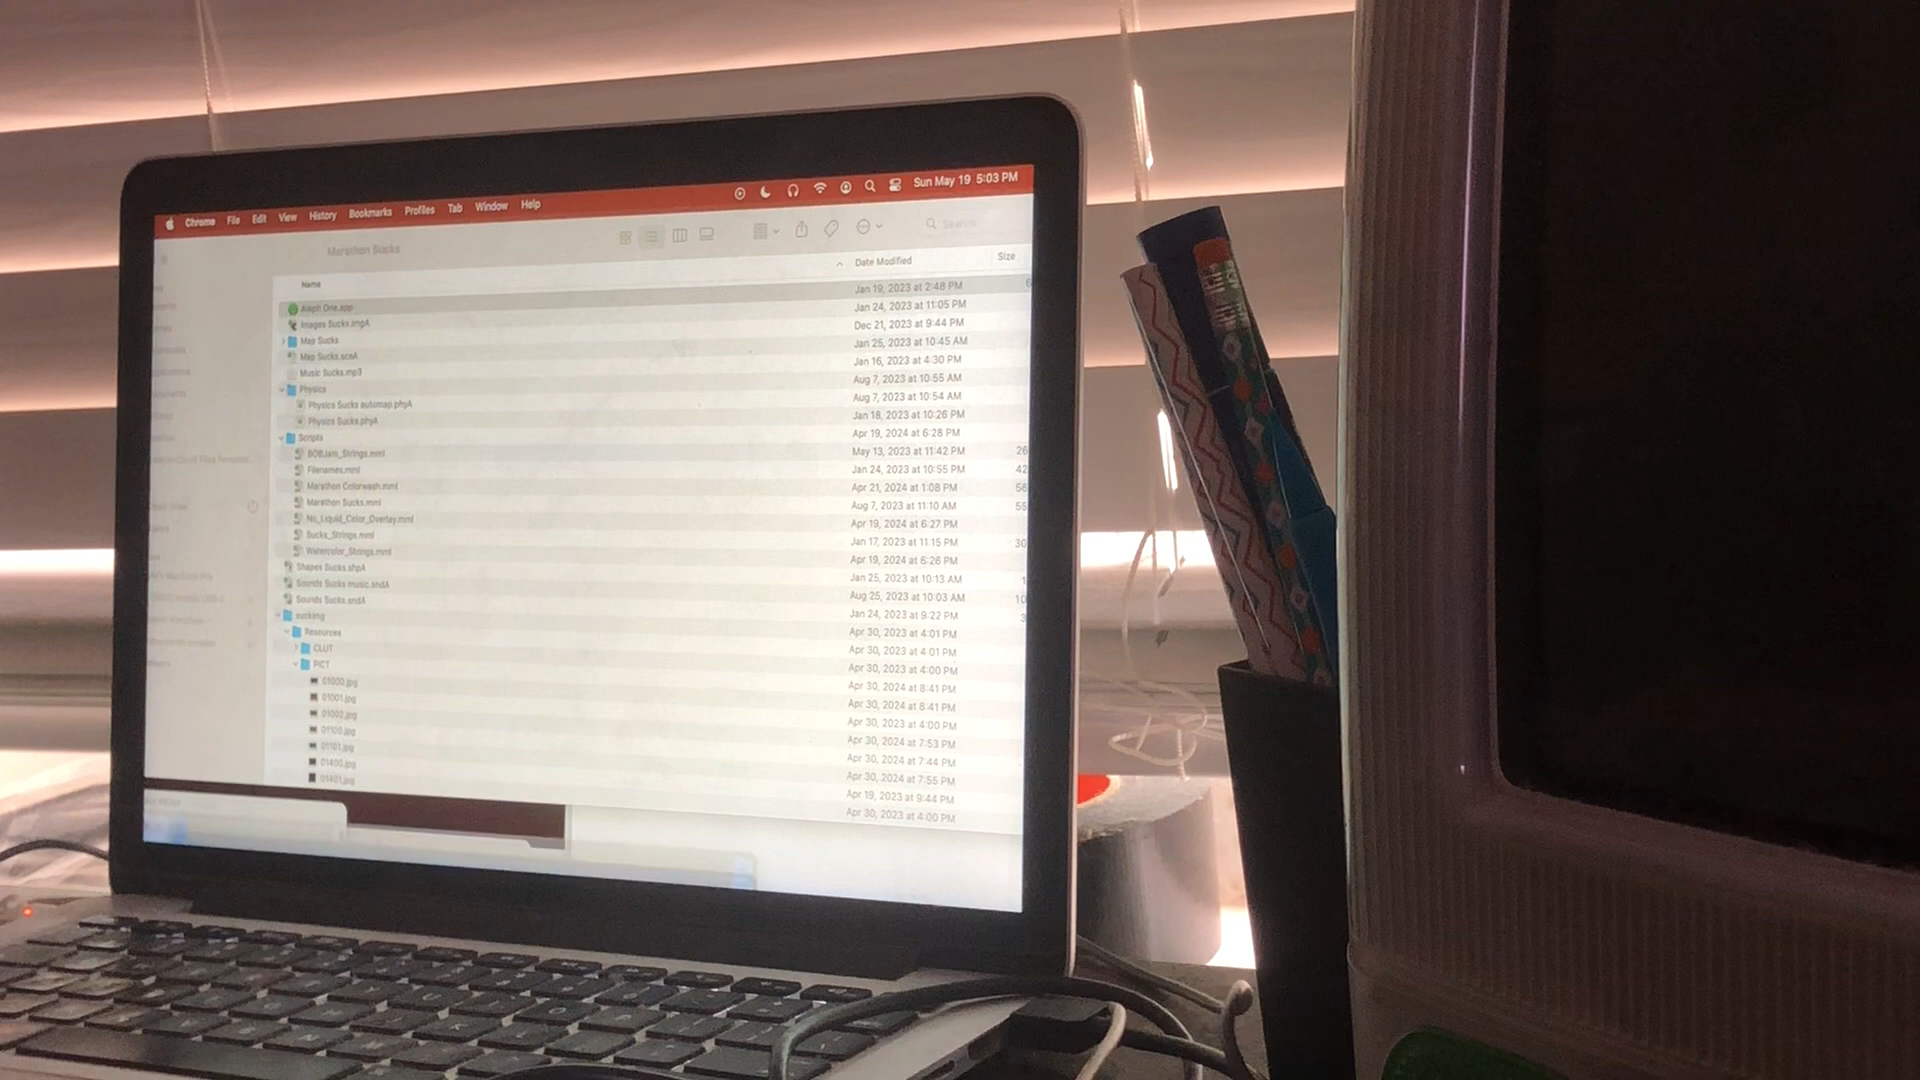 Chrome File Edit View History Bookmarks Profiles Tab Window Help Sun May 19 5:03 PM
Marathon Sucks
Search
Name
Date Modified
Size
Aleph One.app
Images Sucks.imgA
Map Sucks
Map Sucks.sceA
Music Sucks.mp3
Physics
Physics Sucks automap.phyA
Physics Sucks.phyA
Scripts
BOBJam_Strings.mml
Filenames.mml
Marathon Colorwash.mml
Marathon Sucks.mml
No_Liquid_Color_Overlay.mml
Sucks_Strings.mml
Watercolor_Strings.mml
Shapes Sucks.shpA
Sounds Sucks music.sndA
Sounds Sucks.sndA
suckimg
Resources
CLUT
PICT
01000.jpg
01001.jpg
01002.jpg
01100.jpg
01101.jpg
01400.jpg
01401.jpg
Jan 19, 2023 at 2:48 PM
Jan 24, 2023 at 11:05 PM
Dec 21, 2023 at 9:44 PM
Jan 25, 2023 at 10:45 AM
Jan 16, 2023 at 4:30 PM
Aug 7, 2023 at 10:55 AM
Aug 7, 2023 at 10:54 AM
Jan 18, 2023 at 10:26 PM
Apr 19, 2024 at 6:28 PM
May 13, 2023 at 11:42 PM 26
Jan 24, 2023 at 10:55 PM 42
Apr 21, 2024 at 1:08 PM 56
Aug 7, 2023 at 11:10 AM 55
Apr 19, 2024 at 6:27 PM
Jan 17, 2023 at 11:15 PM 30
Apr 19, 2024 at 6:26 PM
Jan 25, 2023 at 10:13 AM 1
Aug 25, 2023 at 10:03 AM 10
Jan 24, 2023 at 9:22 PM 3
Apr 30, 2023 at 4:01 PM
Apr 30, 2023 at 4:01 PM
Apr 30, 2023 at 4:00 PM
Apr 30, 2024 at 8:41 PM
Apr 30, 2024 at 8:41 PM
Apr 30, 2023 at 4:00 PM
Apr 30, 2024 at 7:53 PM
Apr 30, 2024 at 7:44 PM
Apr 30, 2024 at 7:55 PM
Apr 19, 2023 at 9:44 PM
Apr 30, 2023 at 4:00 PM